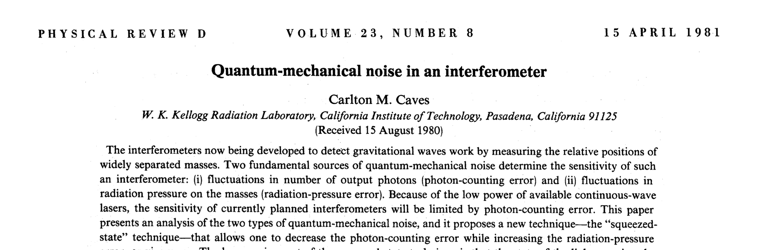 PHYSICAL REVIEW D VOLUME 23, NUMBER 8 15 APRIL 1981
Quantum-mechanical noise in an interferometer
Carlton M. Caves
W. K. Kellogg Radiation Laboratory, California Institute of Technology, Pasadena, California 91125
(Received 15 August 1980)
The interferometers now being developed to detect gravitational waves work by measuring the relative positions of
widely separated masses. Two fundamental sources of quantum-mechanical noise determine the sensitivity of such
an interferometer: (i) fluctuations in number of output photons (photon-counting error) and (ii) fluctuations in
radiation pressure on the masses (radiation-pressure error). Because of the low power of available continuous-wave
lasers, the sensitivity of currently planned interferometers will be limited by photon-counting error. This paper
presents an analysis of the two types of quantum-mechanical noise, and it proposes a new technique—the “squeezed-
state” technique—that allows one to decrease the photon-counting error while increasing the radiation-pressure